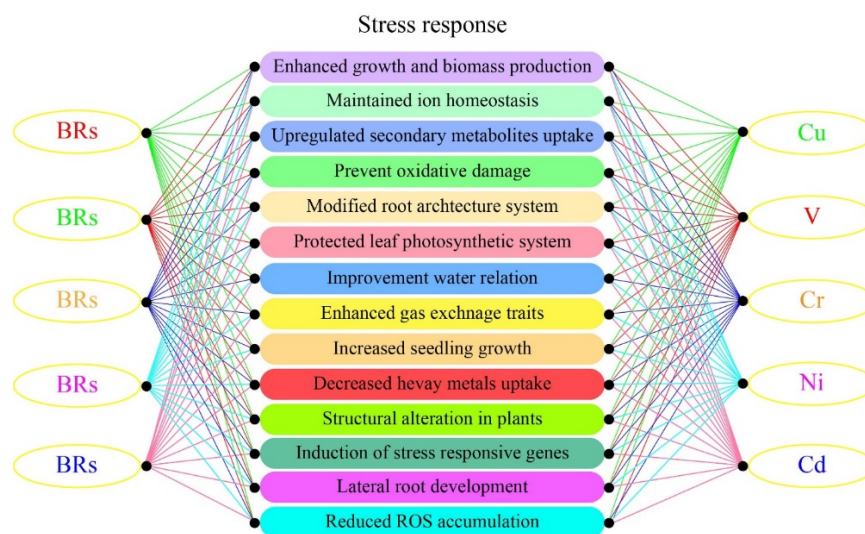 Stress response
Enhanced growth and biomass production
Maintained ion homeostasis
BRs
Cu
Upregulated secondary metabolites uptake
Prevent oxidative damage
Modified root archtecture system
BRs
V
Protected leaf photosynthetic system
Improvement water relation
BRs
Cr
Enhanced gas exchnage traits
Increased seedling growth
BRs
Ni
Decreased hevay metals uptake
Structural alteration in plants
Induction of stress responsive genes
BRs
Cd
Lateral root development
Reduced ROS accumulation